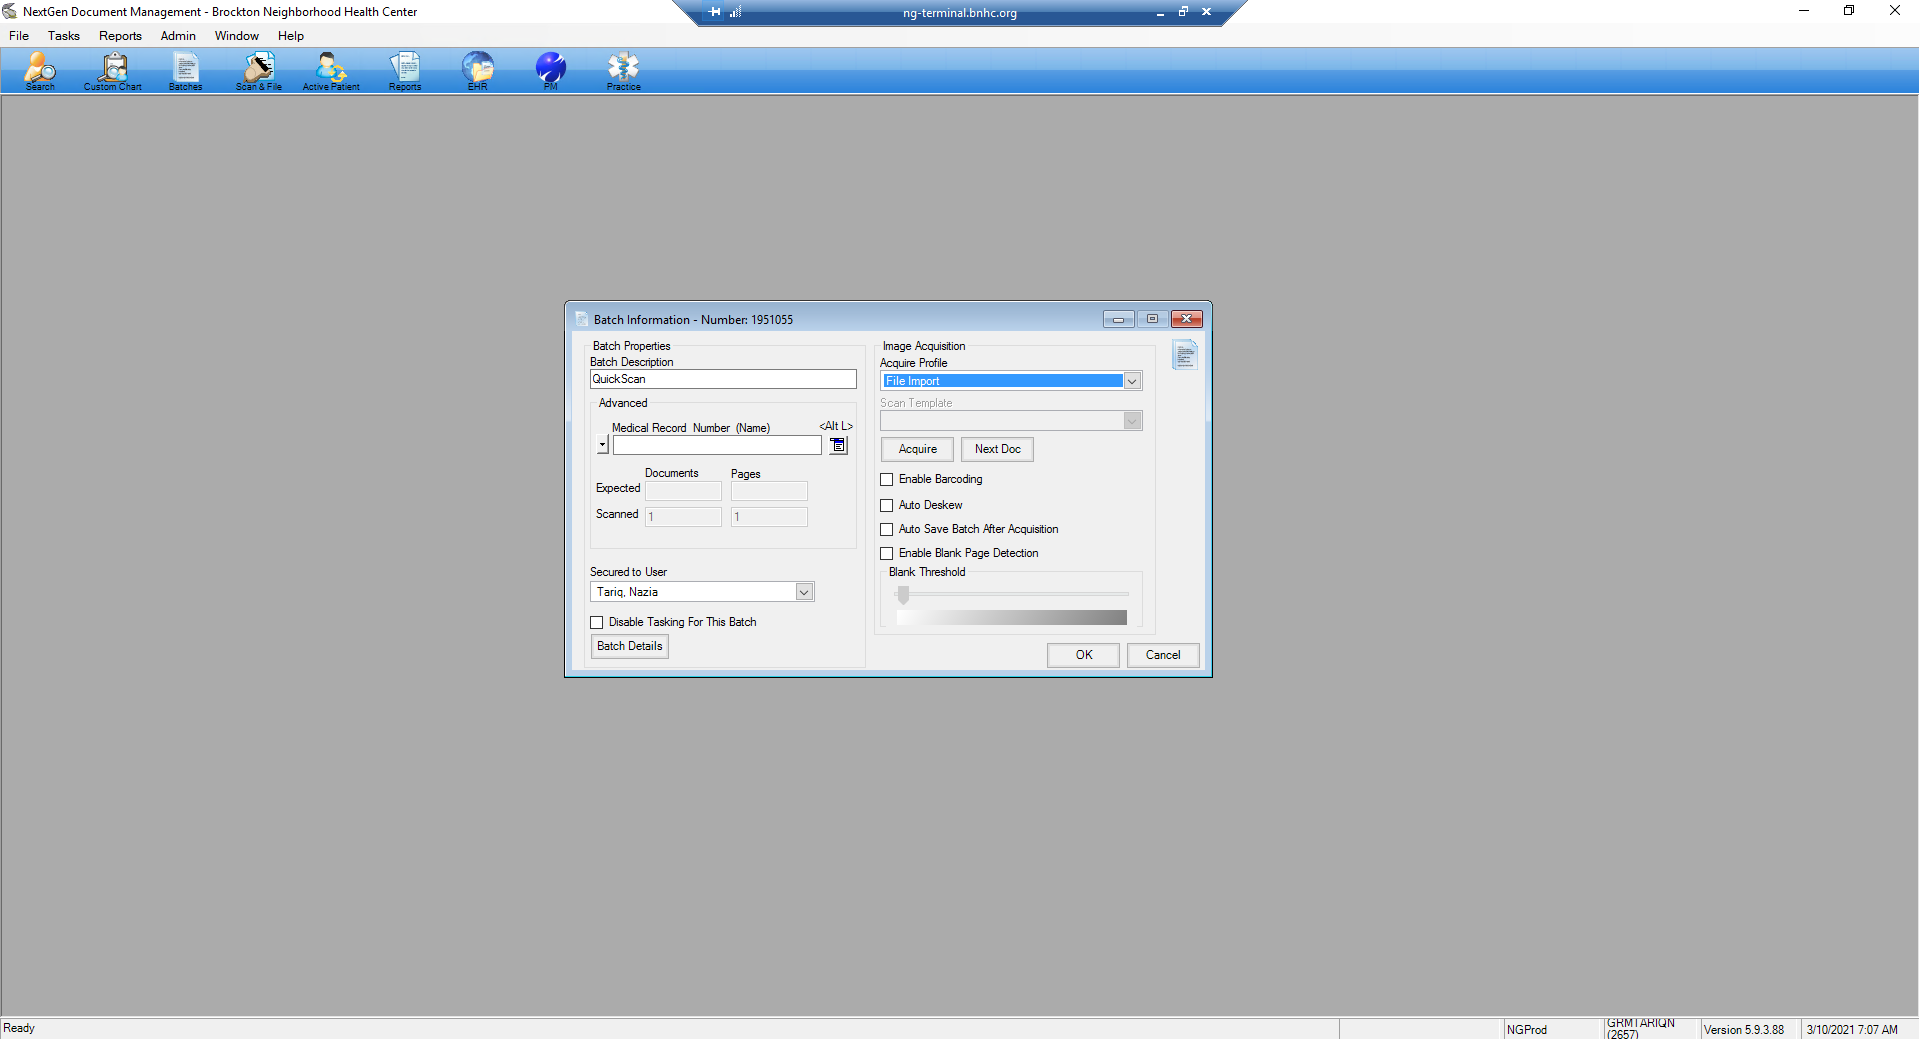 NextGen Document Management - Brockton Neighborhood Health Center
ng-terminal.bnhc.org
File Tasks Reports Admin Window Help
Search Custom Chart Batches Scan & File Active Patient Reports EHR PM Practice
Batch Information - Number: 1951055
Batch Properties
Batch Description
QuickScan
Advanced
Medical Record Number (Name) <Alt L>
Documents Pages
Expected
Scanned 1 1
Secured to User
Tariq, Nazia
Disable Tasking For This Batch
Batch Details
Image Acquisition
Acquire Profile
File Import
Scan Template
Acquire Next Doc
Enable Barcoding
Auto Deskew
Auto Save Batch After Acquisition
Enable Blank Page Detection
Blank Threshold
OK Cancel
Ready
NGProd
GRMTARIQN
(2657)
Version 5.9.3.88
3/10/2021 7:07 AM